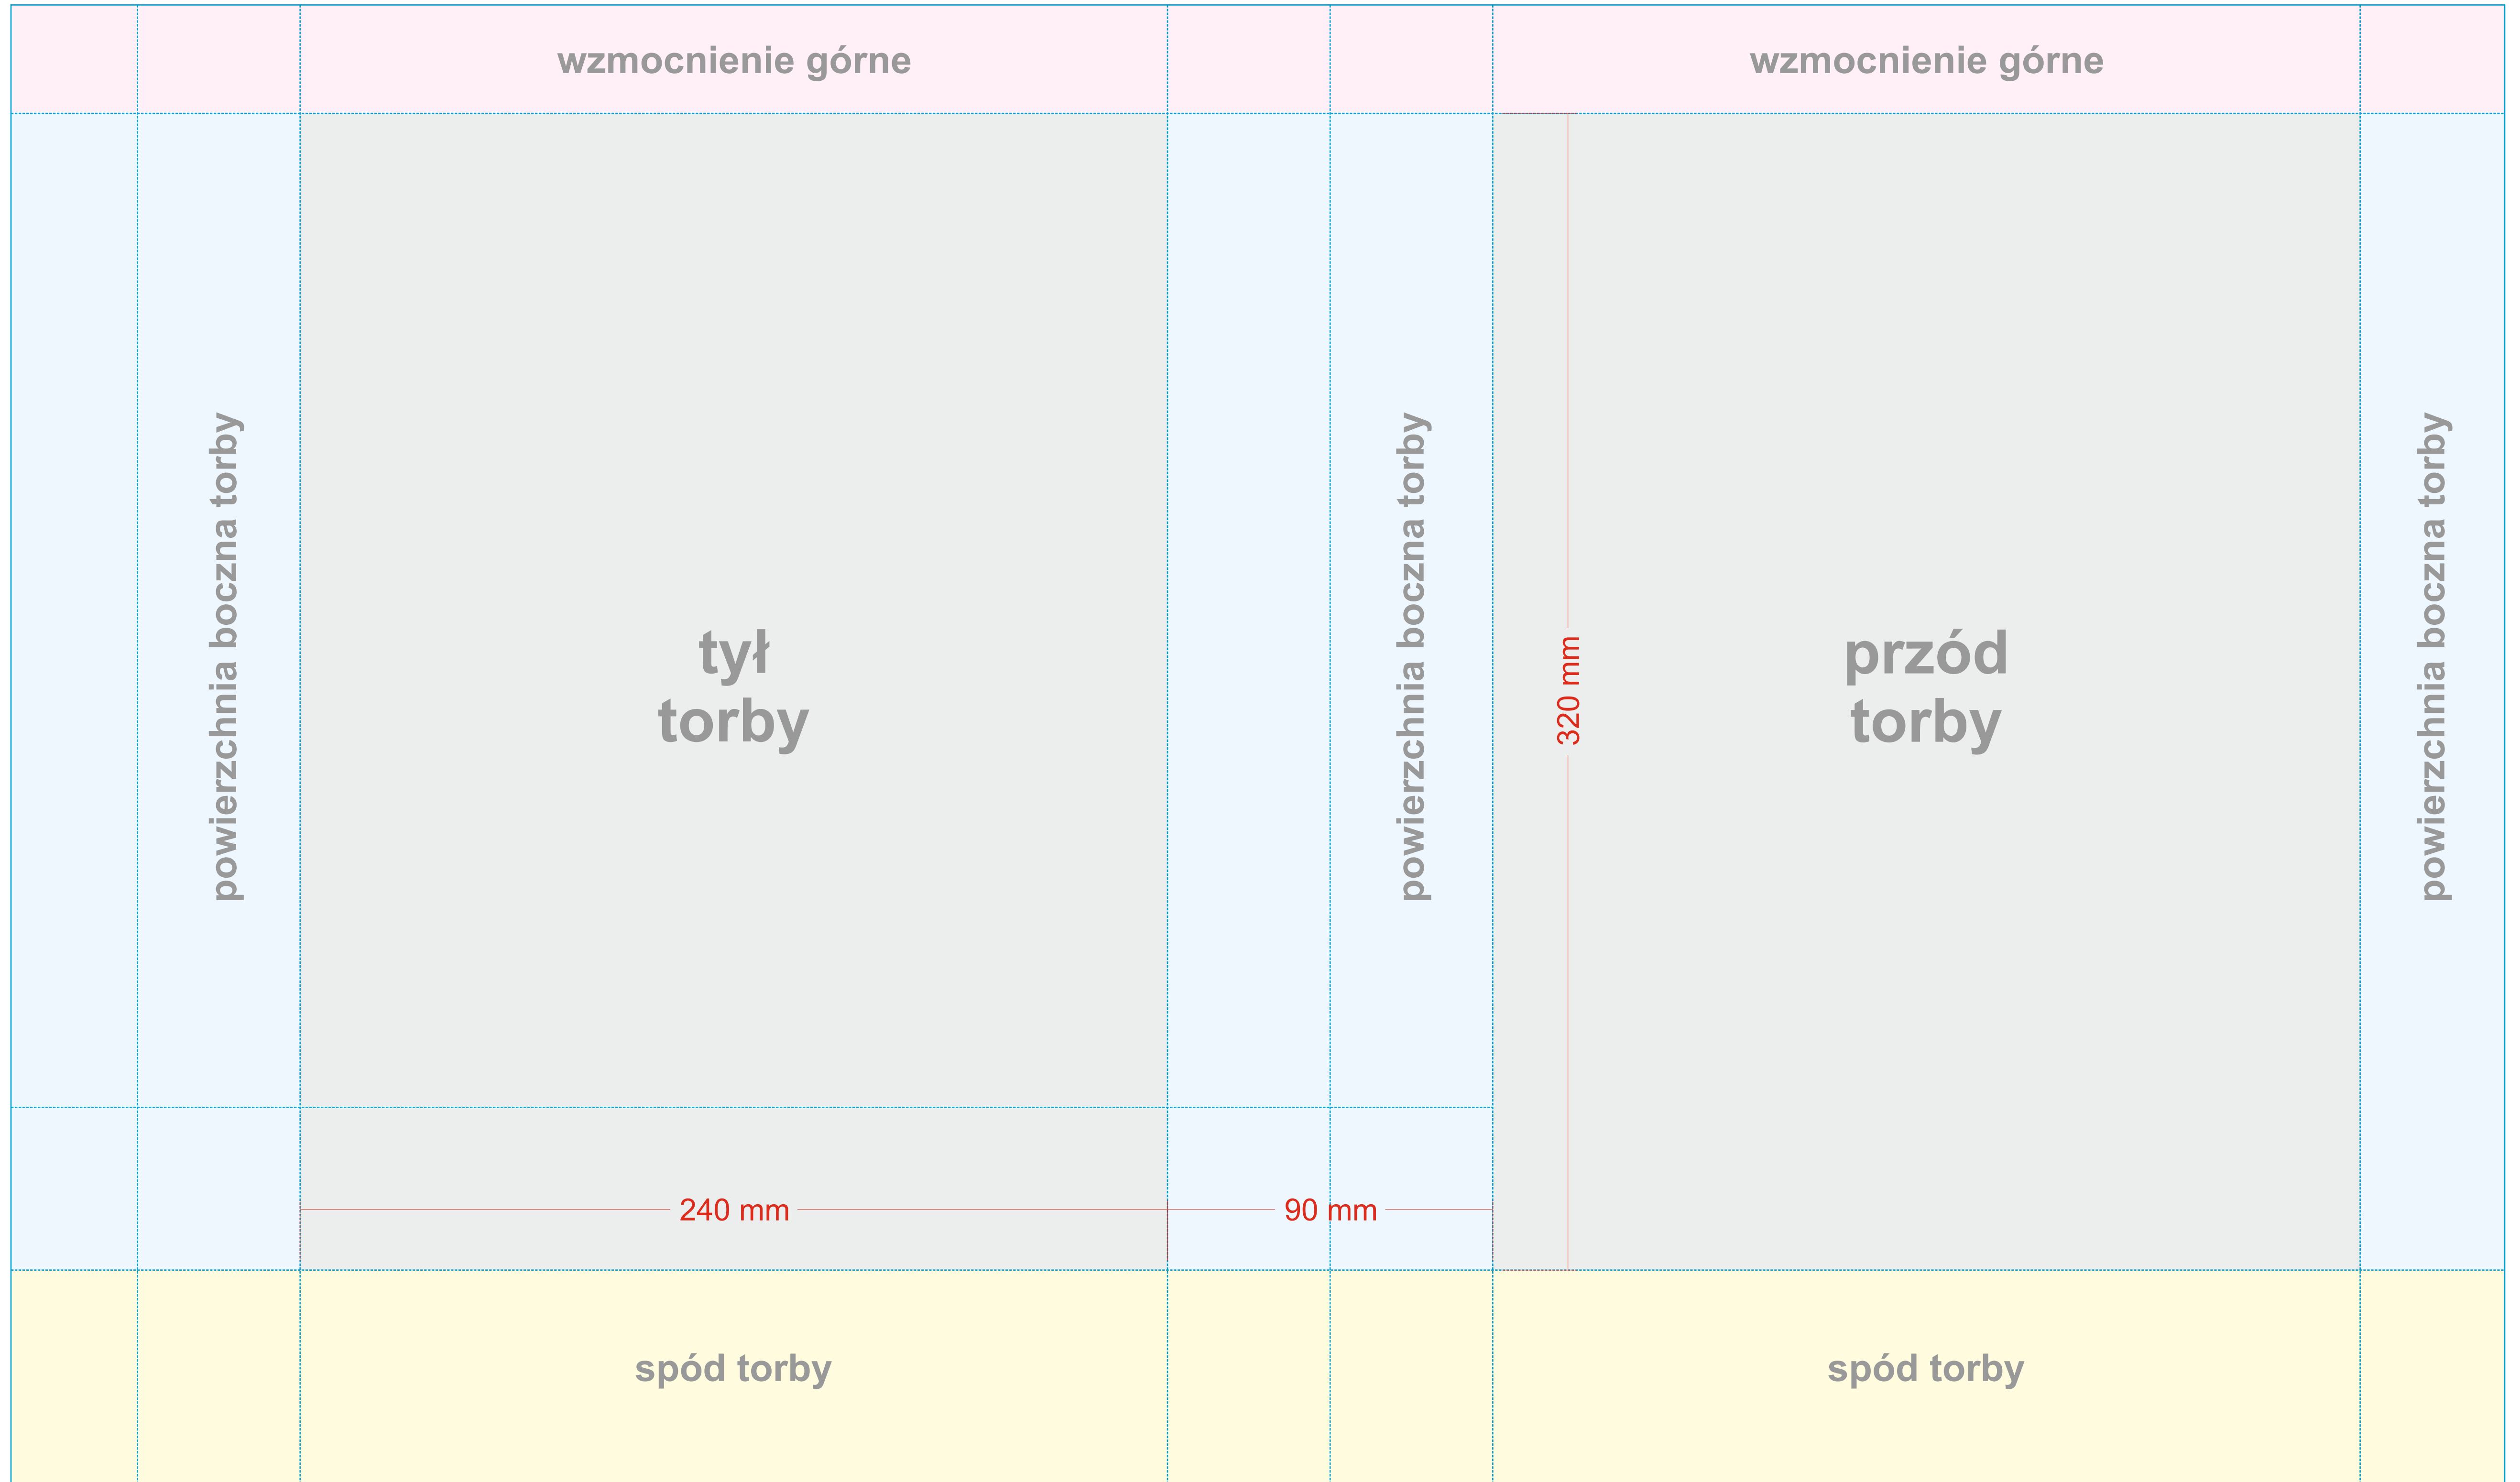 wzmocnienie górne
wzmocnienie górne
powierzchnia boczna torby
tył
torby
powierzchnia boczna torby
320 mm
przód
torby
powierzchnia boczna torby
240 mm
90 mm
spód torby
spód torby